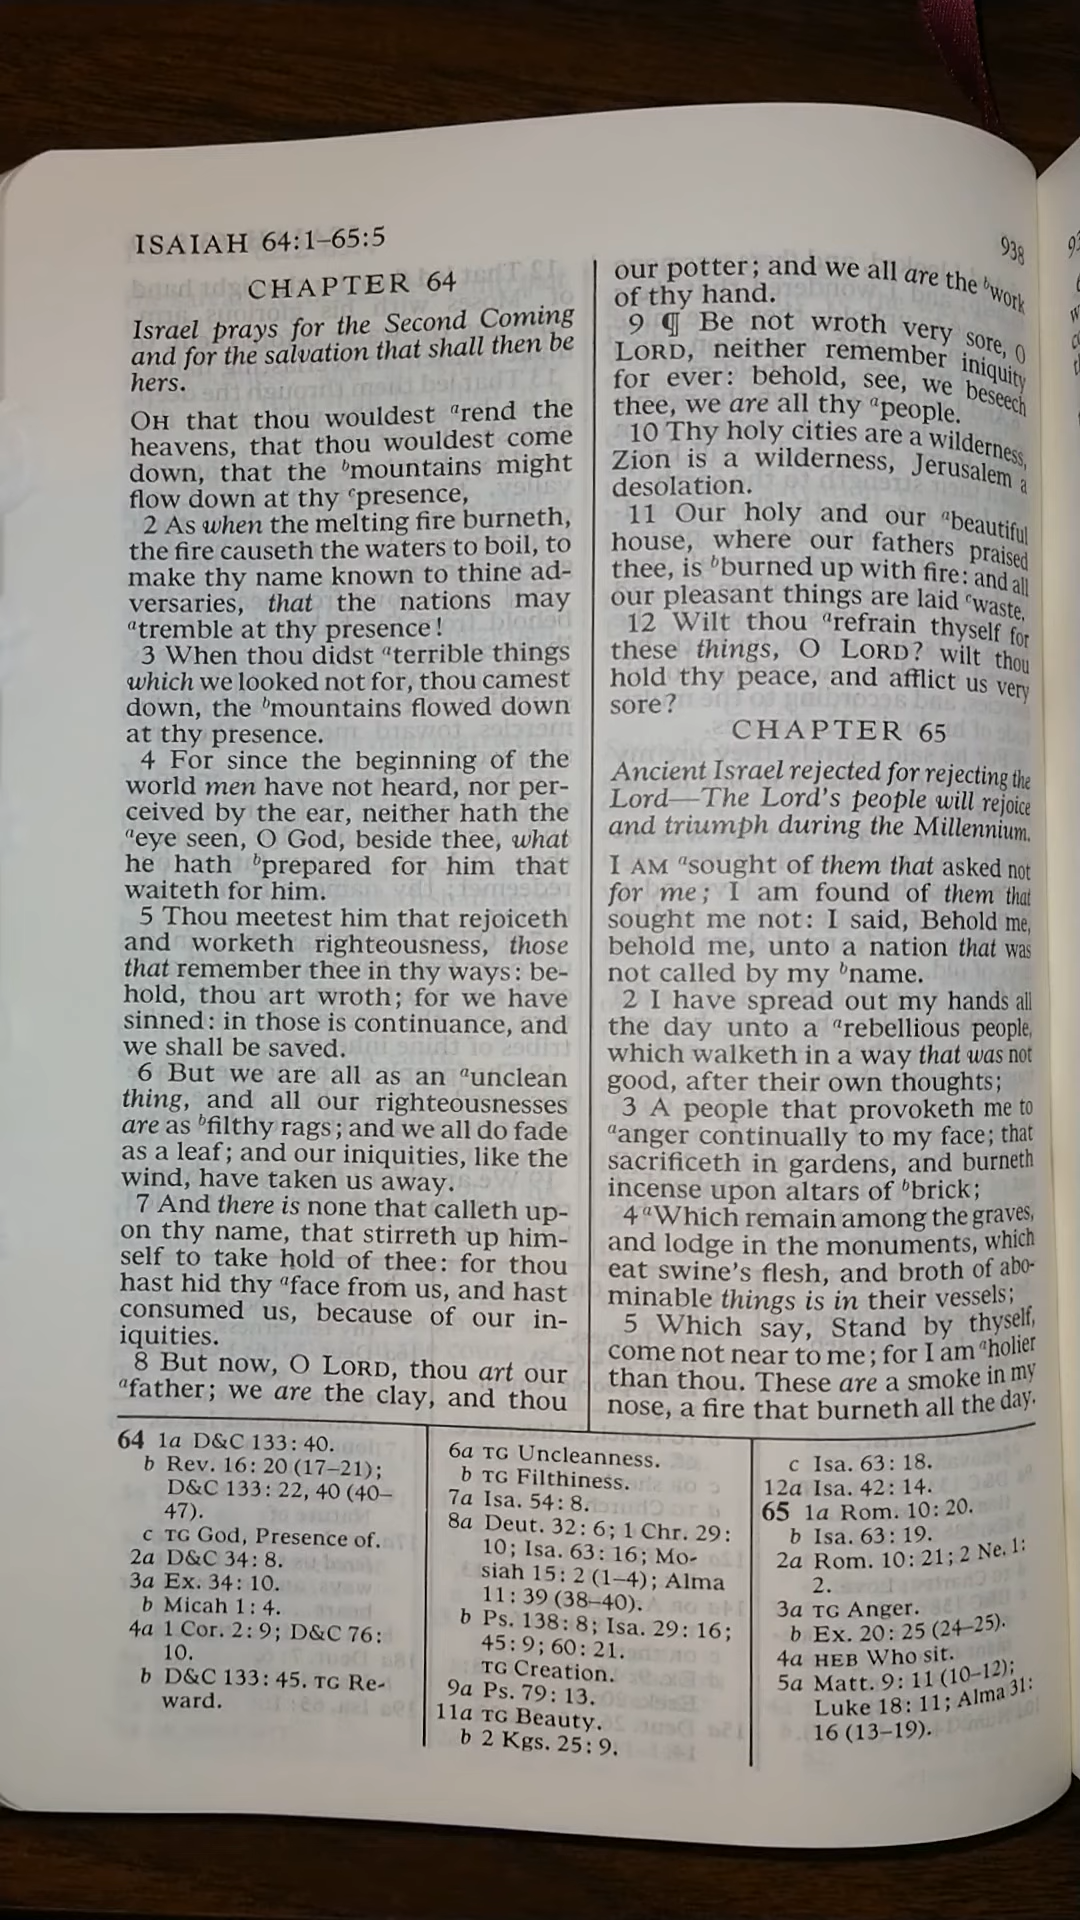 ISAIAH 64:1–65:5
938
CHAPTER 64
Israel prays for the Second Coming
and for the salvation that shall then be
hers.
OH that thou wouldest ᵃrend the
heavens, that thou wouldest come
down, that the ᵇmountains might
flow down at thy ᶜpresence,
2 As when the melting fire burneth,
the fire causeth the waters to boil, to
make thy name known to thine ad-
versaries, that the nations may
ᵃtremble at thy presence!
3 When thou didst ᵃterrible things
which we looked not for, thou camest
down, the ᵇmountains flowed down
at thy presence.
4 For since the beginning of the
world men have not heard, nor per-
ceived by the ear, neither hath the
ᵃeye seen, O God, beside thee, what
he hath ᵇprepared for him that
waiteth for him.
5 Thou meetest him that rejoiceth
and worketh righteousness, those
that remember thee in thy ways: be-
hold, thou art wroth; for we have
sinned: in those is continuance, and
we shall be saved.
6 But we are all as an ᵃunclean
thing, and all our righteousnesses
are as ᵇfilthy rags; and we all do fade
as a leaf; and our iniquities, like the
wind, have taken us away.
7 And there is none that calleth up-
on thy name, that stirreth up him-
self to take hold of thee: for thou
hast hid thy ᵃface from us, and hast
consumed us, because of our in-
iquities.
8 But now, O LORD, thou art our
ᵃfather; we are the clay, and thou
our potter; and we all are the ᵇwork
of thy hand.
9 ¶ Be not wroth very sore, O
LORD, neither remember iniquity
for ever: behold, see, we beseech
thee, we are all thy ᵃpeople.
10 Thy holy cities are a wilderness,
Zion is a wilderness, Jerusalem a
desolation.
11 Our holy and our ᵃbeautiful
house, where our fathers praised
thee, is ᵇburned up with fire: and all
our pleasant things are laid ᶜwaste.
12 Wilt thou ᵃrefrain thyself for
these things, O LORD? wilt thou
hold thy peace, and afflict us very
sore?
CHAPTER 65
Ancient Israel rejected for rejecting the
Lord—The Lord's people will rejoice
and triumph during the Millennium.
I AM ᵃsought of them that asked not
for me; I am found of them that
sought me not: I said, Behold me,
behold me, unto a nation that was
not called by my ᵇname.
2 I have spread out my hands all
the day unto a ᵃrebellious people,
which walketh in a way that was not
good, after their own thoughts;
3 A people that provoketh me to
ᵃanger continually to my face; that
sacrificeth in gardens, and burneth
incense upon altars of ᵇbrick;
4 ᵃWhich remain among the graves,
and lodge in the monuments, which
eat swine's flesh, and broth of abo-
minable things is in their vessels;
5 Which say, Stand by thyself,
come not near to me; for I am ᵃholier
than thou. These are a smoke in my
nose, a fire that burneth all the day.
64 1a D&C 133: 40.
b Rev. 16: 20 (17–21);
D&C 133: 22, 40 (40–
47).
c TG God, Presence of.
2a D&C 34: 8.
3a Ex. 34: 10.
b Micah 1: 4.
4a 1 Cor. 2: 9; D&C 76:
10.
b D&C 133: 45. TG Re-
ward.
6a TG Uncleanness.
b TG Filthiness.
7a Isa. 54: 8.
8a Deut. 32: 6; 1 Chr. 29:
10; Isa. 63: 16; Mo-
siah 15: 2 (1–4); Alma
11: 39 (38–40).
b Ps. 138: 8; Isa. 29: 16;
45: 9; 60: 21.
TG Creation.
9a Ps. 79: 13.
11a TG Beauty.
b 2 Kgs. 25: 9.
c Isa. 63: 18.
12a Isa. 42: 14.
65 1a Rom. 10: 20.
b Isa. 63: 19.
2a Rom. 10: 21; 2 Ne. 1:
2.
3a TG Anger.
b Ex. 20: 25 (24–25).
4a HEB Who sit.
5a Matt. 9: 11 (10–12);
Luke 18: 11; Alma 31:
16 (13–19).